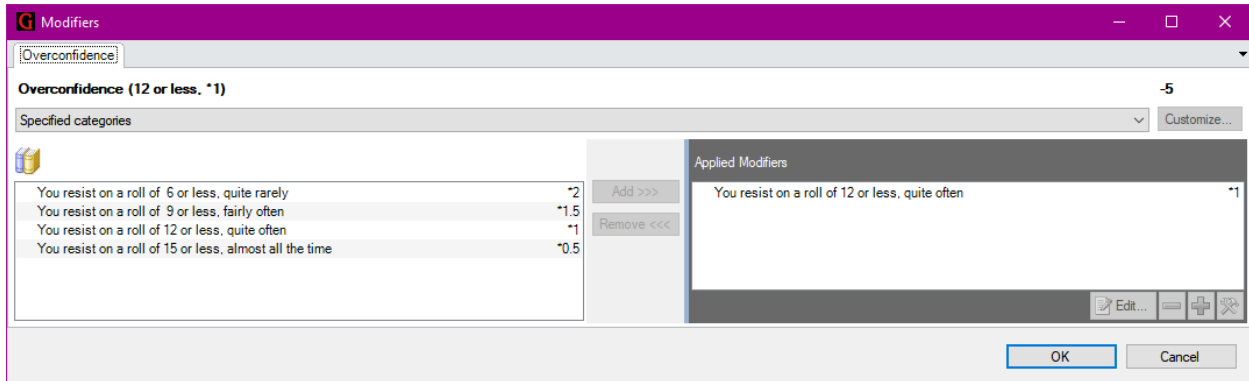 Modifiers
Overconfidence
Overconfidence (12 or less, *1) -5
Specified categories Customize...
Applied Modifiers
You resist on a roll of 6 or less, quite rarely *2
You resist on a roll of 9 or less, fairly often *1.5
You resist on a roll of 12 or less, quite often *1
You resist on a roll of 15 or less, almost all the time *0.5
Add >>>
Remove <<<
You resist on a roll of 12 or less, quite often *1
Edit...
OK Cancel